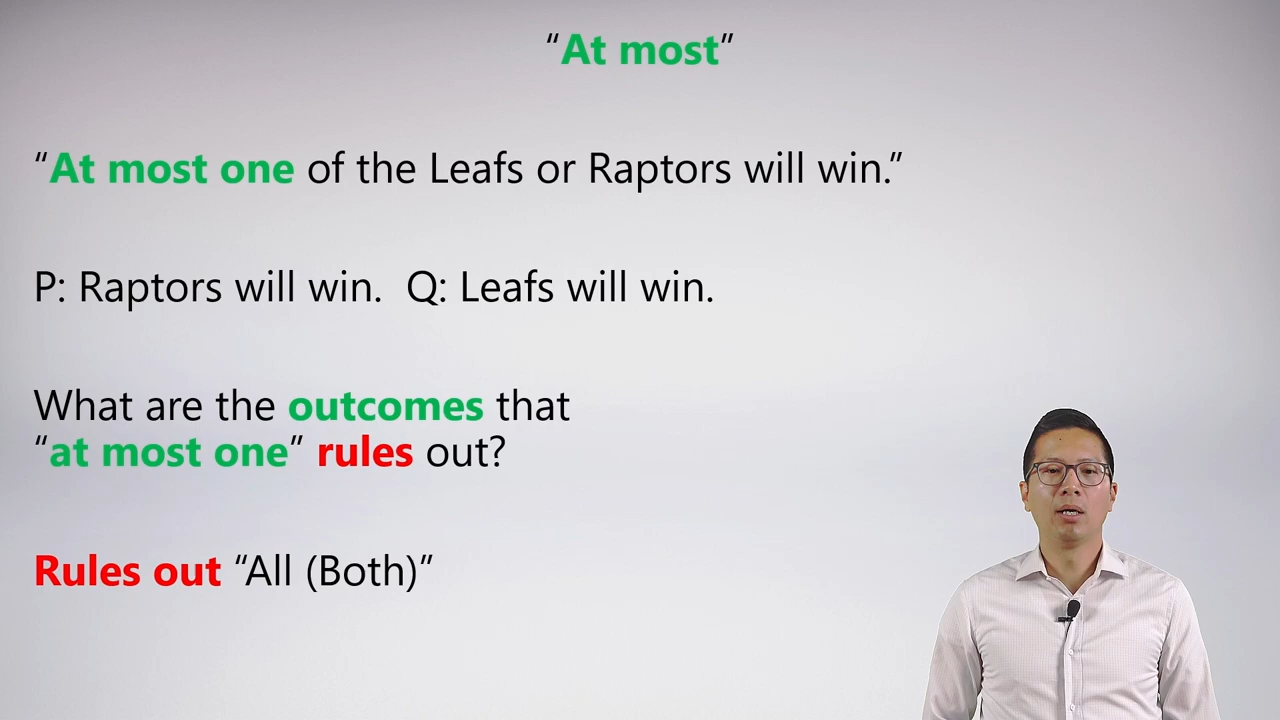 “At most”
“At most one of the Leafs or Raptors will win.”
P: Raptors will win.  Q: Leafs will win.
What are the outcomes that
“at most one” rules out?
Rules out “All (Both)”